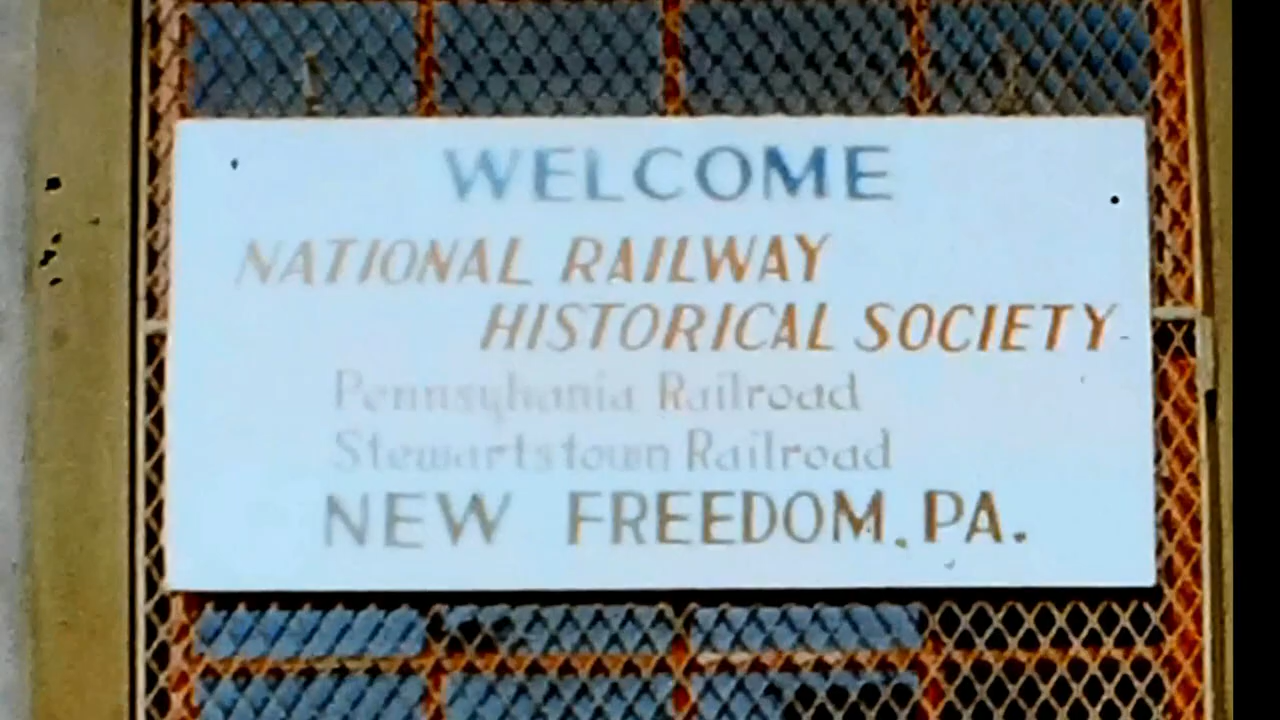 WELCOME
NATIONAL RAILWAY
HISTORICAL SOCIETY
Pennsylvania Railroad
Stewartstown Railroad
NEW FREEDOM, PA.